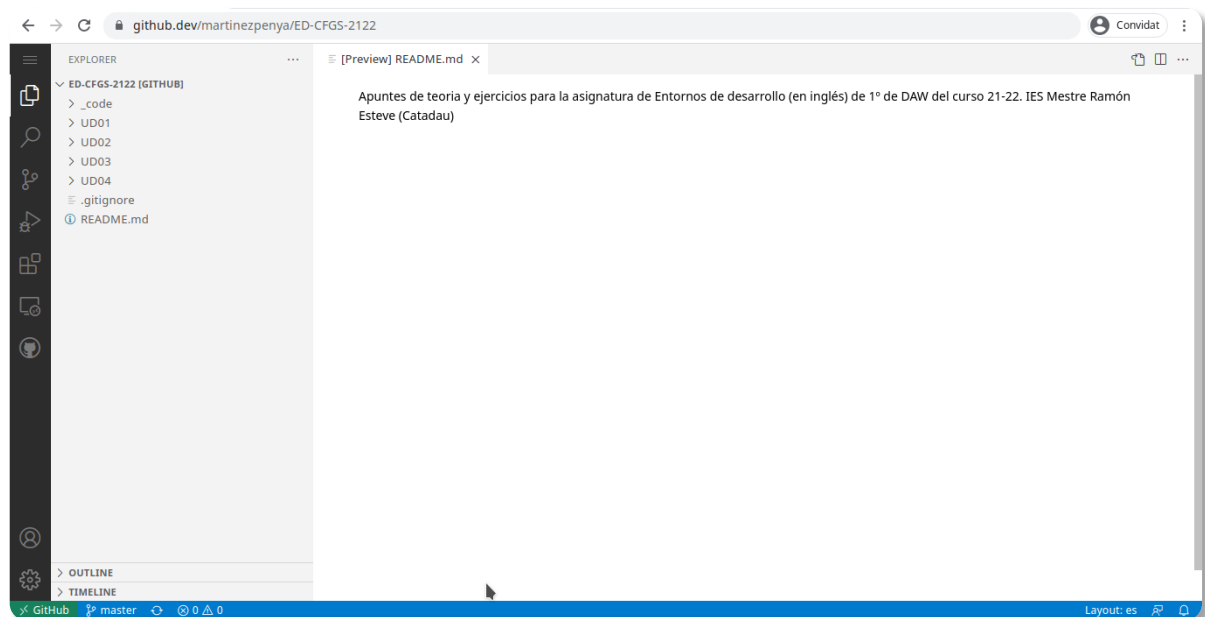 github.dev/martinezpenya/ED-CFGS-2122
Convidat
EXPLORER
[Preview] README.md
ED-CFGS-2122 [GITHUB]
_code
UD01
UD02
UD03
UD04
.gitignore
README.md
Apuntes de teoria y ejercicios para la asignatura de Entornos de desarrollo (en inglés) de 1º de DAW del curso 21-22. IES Mestre Ramón
Esteve (Catadau)
OUTLINE
TIMELINE
GitHub master 0 0 Layout: es